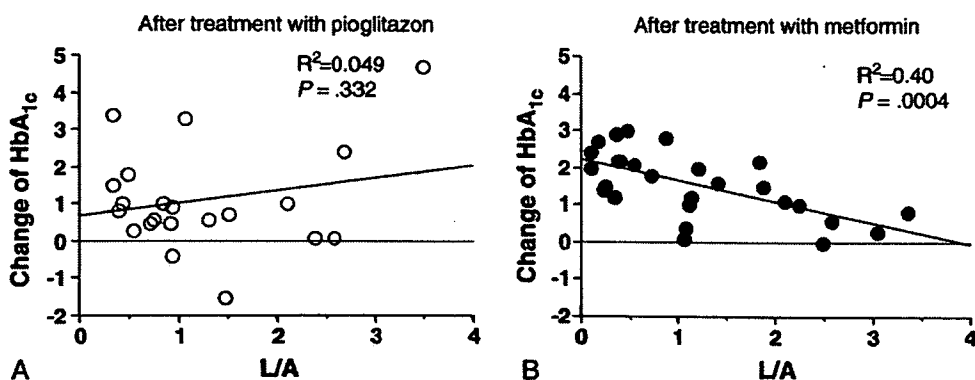 After treatment with pioglitazon
R²=0.049
P = .332
Change of HbA1c
5
4
3
2
1
0
-1
-2
0 1 2 3 4
L/A
A
After treatment with metformin
R²=0.40
P = .0004
Change of HbA1c
5
4
3
2
1
0
-1
-2
0 1 2 3 4
L/A
B